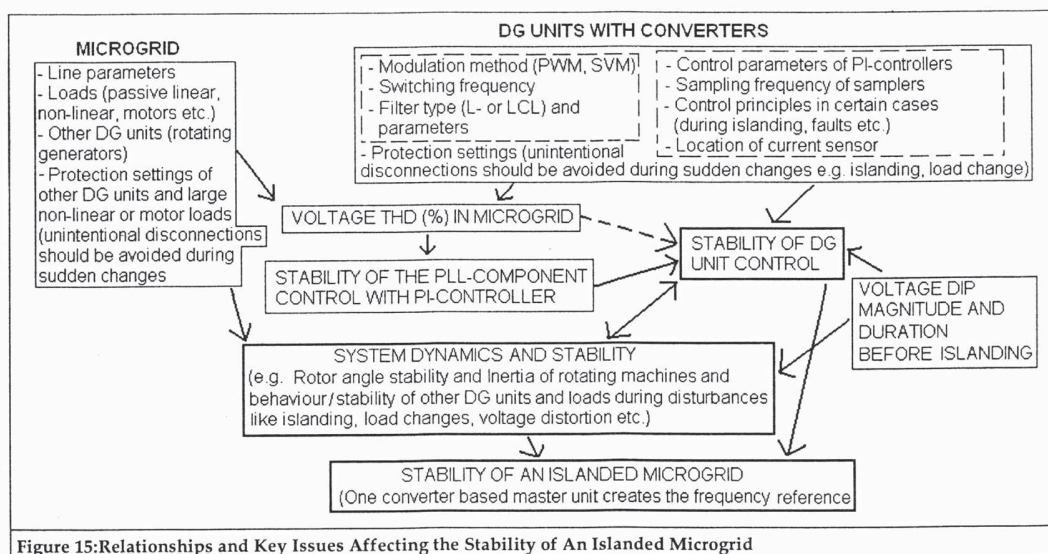 MICROGRID
- Line parameters
- Loads (passive linear,
non-linear, motors etc.)
- Other DG units (rotating
generators)
- Protection settings of
other DG units and large
non-linear or motor loads
(unintentional disconnections
should be avoided during
sudden changes
DG UNITS WITH CONVERTERS
- Modulation method (PWM, SVM)
- Switching frequency
- Filter type (L- or LCL) and
parameters
- Control parameters of PI-controllers
- Sampling frequency of samplers
- Control principles in certain cases
(during islanding, faults etc.)
- Location of current sensor
- Protection settings (unintentional
disconnections should be avoided during sudden changes e.g. islanding, load change)
VOLTAGE THD (%) IN MICROGRID
STABILITY OF DG
UNIT CONTROL
STABILITY OF THE PLL-COMPONENT
CONTROL WITH PI-CONTROLLER
VOLTAGE DIP
MAGNITUDE AND
DURATION
BEFORE ISLANDING
SYSTEM DYNAMICS AND STABILITY
(e.g. Rotor angle stability and Inertia of rotating machines and
behaviour/stability of other DG units and loads during disturbances
like islanding, load changes, voltage distortion etc.)
STABILITY OF AN ISLANDED MICROGRID
(One converter based master unit creates the frequency reference
Figure 15:Relationships and Key Issues Affecting the Stability of An Islanded Microgrid